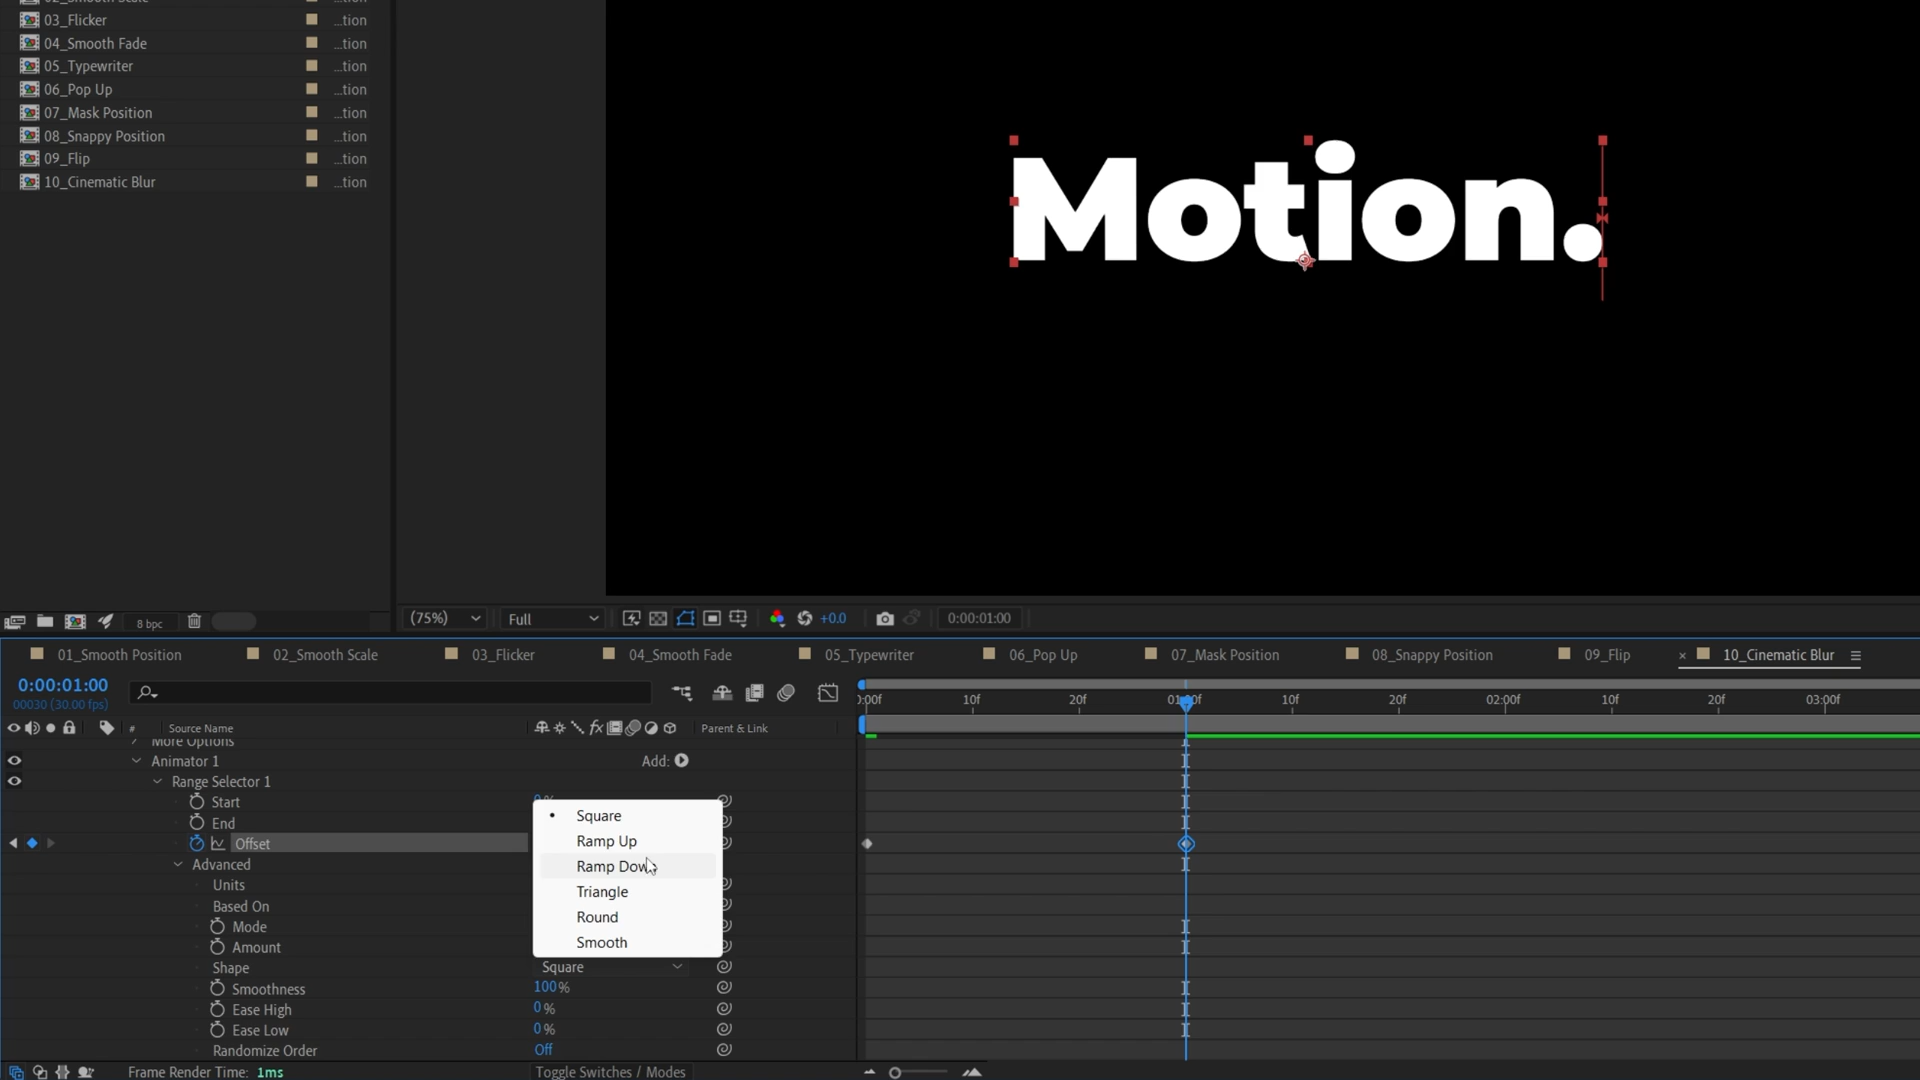 02_Smooth Scale
03_Flicker ...tion
04_Smooth Fade ...tion
05_Typewriter ...tion
06_Pop Up ...tion
07_Mask Position ...tion
08_Snappy Position ...tion
09_Flip ...tion
10_Cinematic Blur ...tion
Motion.
8 bpc
(75%) Full +0.0 0:00:01:00
01_Smooth Position 02_Smooth Scale 03_Flicker 04_Smooth Fade 05_Typewriter 06_Pop Up 07_Mask Position 08_Snappy Position 09_Flip × 10_Cinematic Blur
0:00:01:00
00030 (30.00 fps)
:00f 10f 20f 01:00f 10f 20f 02:00f 10f 20f 03:00f
# Source Name fx Parent & Link
More Options
Animator 1 Add:
Range Selector 1
Start 0%
End
Offset
Advanced
Units
Based On
Mode
Amount
Shape Square
Smoothness 100%
Ease High 0%
Ease Low 0%
Randomize Order Off
Square
Ramp Up
Ramp Down
Triangle
Round
Smooth
Frame Render Time: 1ms Toggle Switches / Modes